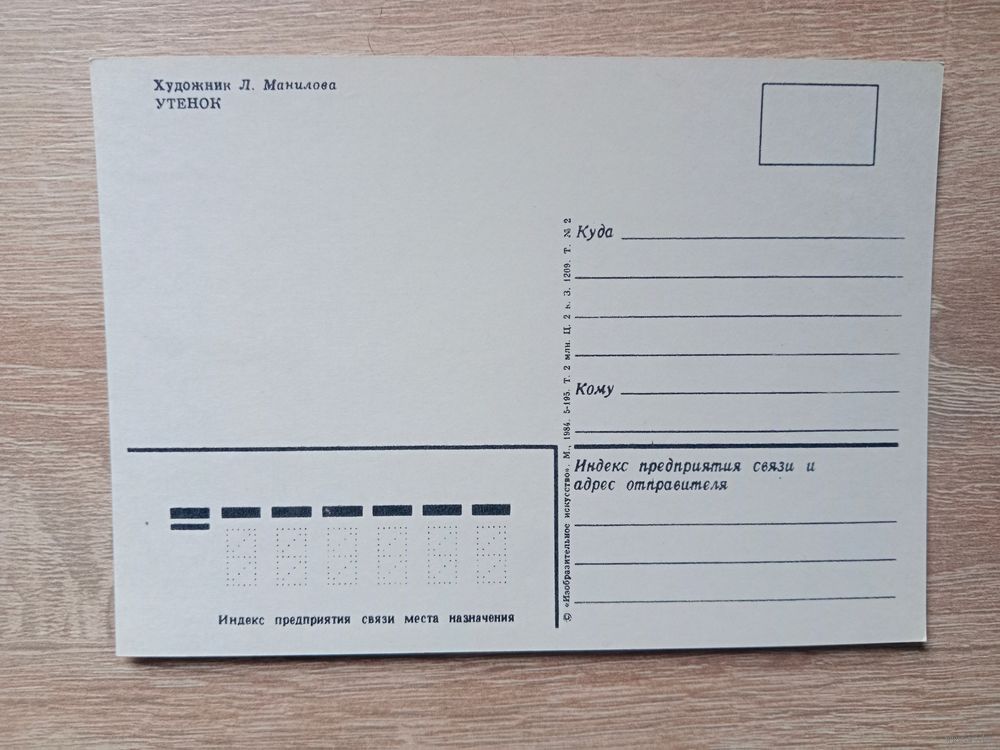 Художник Л. Манилова
УТЕНОК
Куда
Кому
Индекс предприятия связи и
адрес отправителя
© «Изобразительное искусство». М., 1984. 5-195. Т. 2 млн. Ц. 2 к. З. 1209. Т. № 2
Индекс предприятия связи места назначения